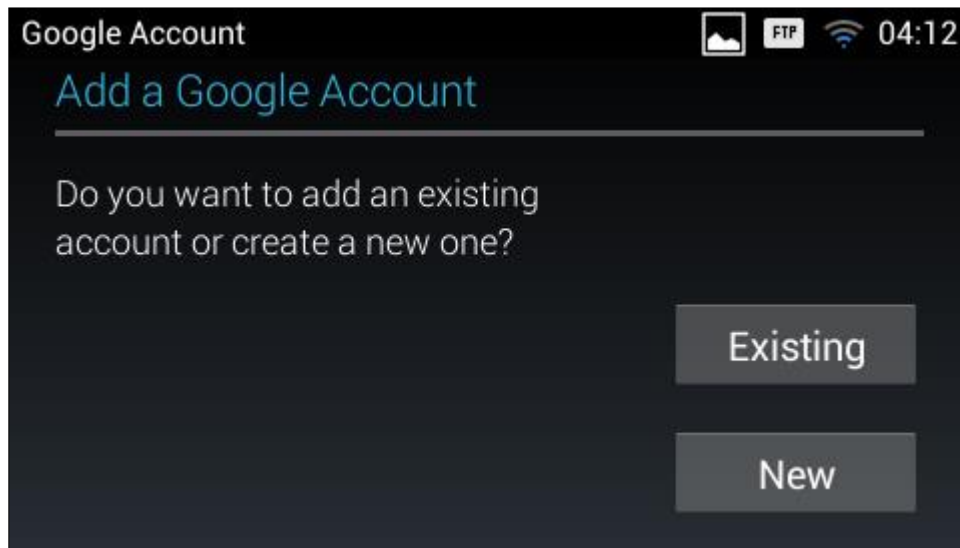 Google Account FTP 04:12
Add a Google Account
Do you want to add an existing
account or create a new one?
Existing
New